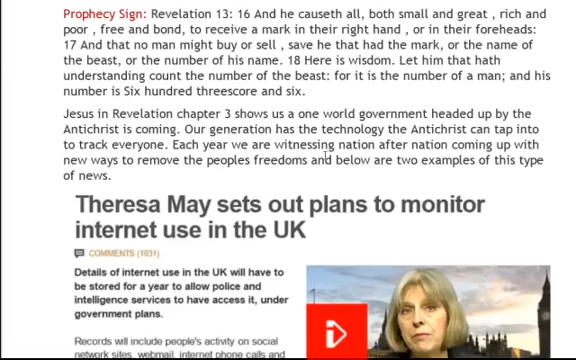 Prophecy Sign: Revelation 13: 16 And he causeth all, both small and great , rich and
poor , free and bond, to receive a mark in their right hand , or in their foreheads:
17 And that no man might buy or sell , save he that had the mark, or the name of
the beast, or the number of his name. 18 Here is wisdom. Let him that hath
understanding count the number of the beast: for it is the number of a man; and his
number is Six hundred threescore and six.
Jesus in Revelation chapter 3 shows us a one world government headed up by the
Antichrist is coming. Our generation has the technology the Antichrist can tap into
to track everyone. Each year we are witnessing nation after nation coming up with
new ways to remove the peoples freedoms and below are two examples of this type
of news.
Theresa May sets out plans to monitor
internet use in the UK
COMMENTS (1031)
Details of internet use in the UK will have to
be stored for a year to allow police and
intelligence services to have access it, under
government plans.
Records will include people's activity on social
network sites, webmail, internet phone calls and